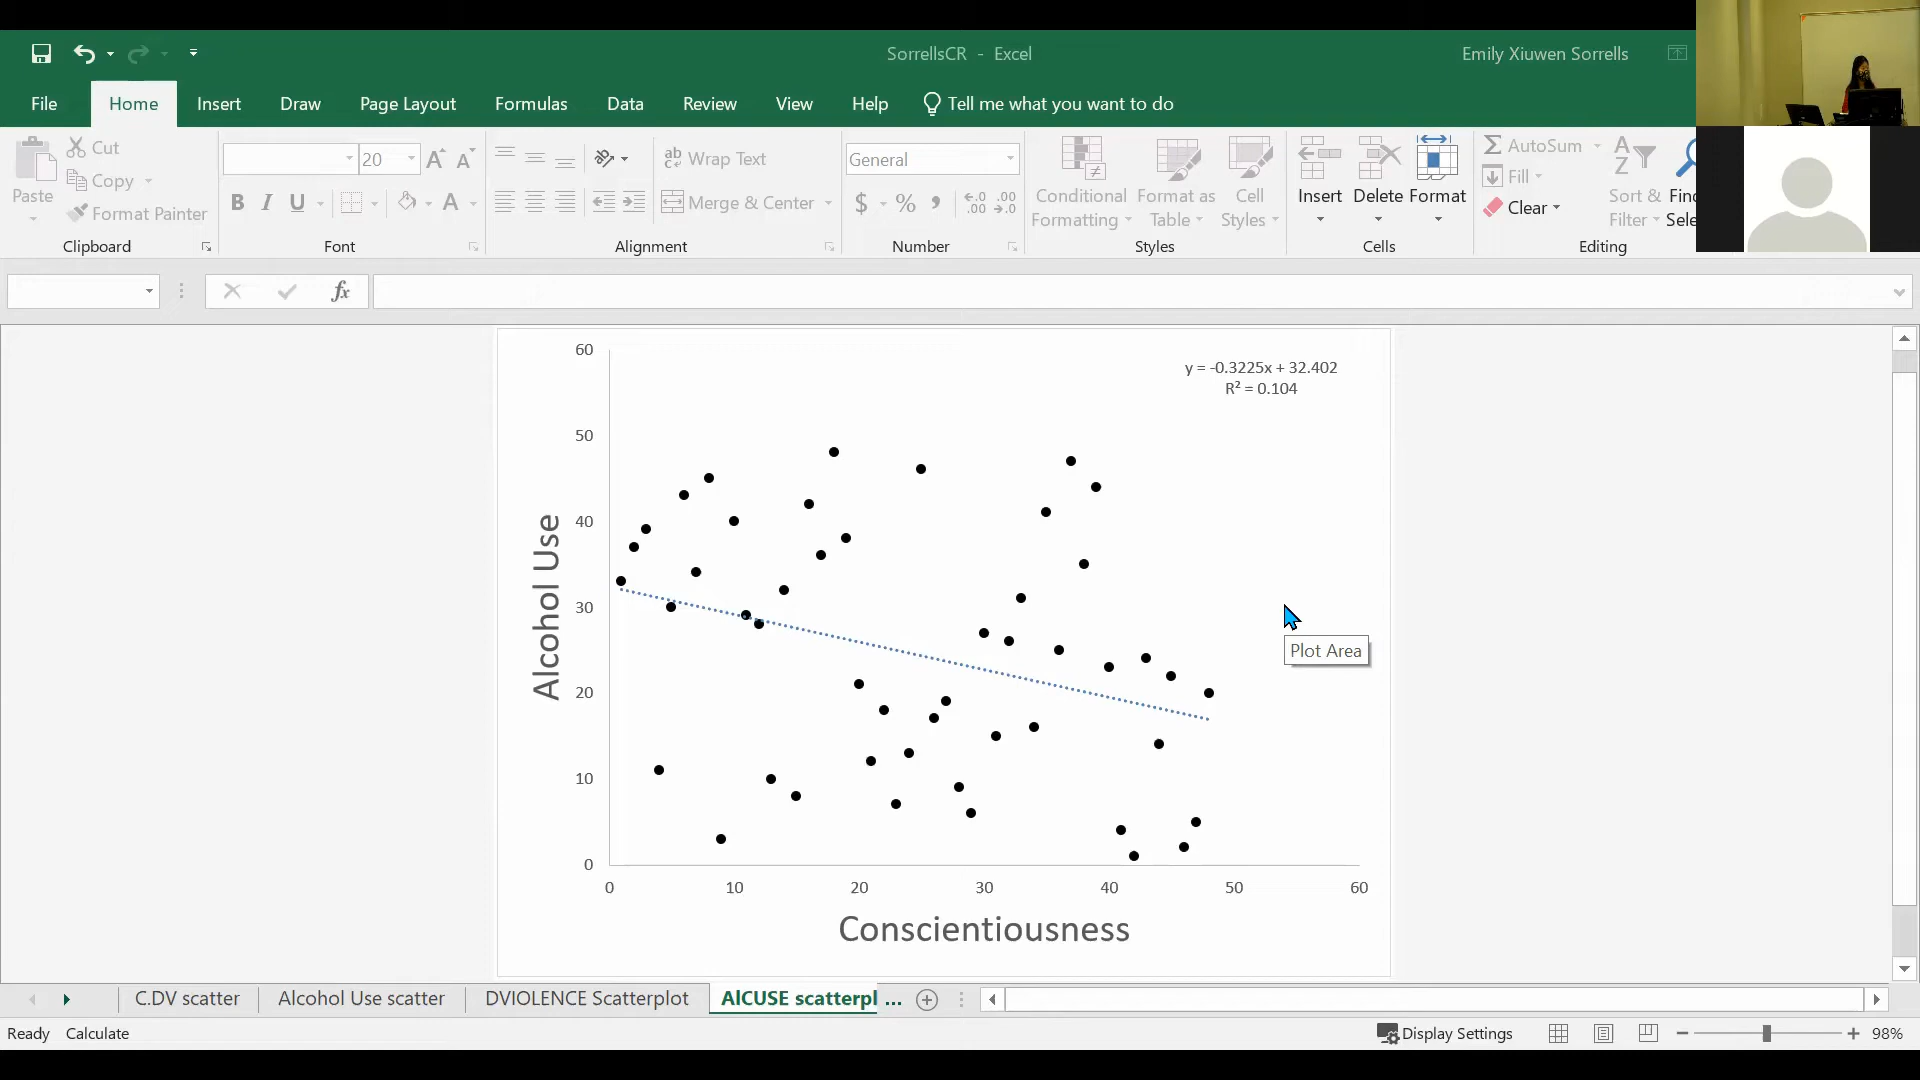 SorrellsCR - Excel
Emily Xiuwen Sorrells
File Home Insert Draw Page Layout Formulas Data Review View Help Tell me what you want to do
Cut
Copy
Format Painter
Paste
Clipboard
20
B I U
Font
Wrap Text
Merge & Center
Alignment
General
$ % ,
Number
Conditional Formatting
Format as Table
Cell Styles
Styles
Insert Delete Format
Cells
AutoSum
Fill
Clear
Sort & Filter
Editing
fx
y = -0.3225x + 32.402
R² = 0.104
60
50
40
30
20
10
0
Alcohol Use
0 10 20 30 40 50 60
Conscientiousness
Plot Area
C.DV scatter Alcohol Use scatter DVIOLENCE Scatterplot AlCUSE scatterpl ...
Ready Calculate Display Settings 98%